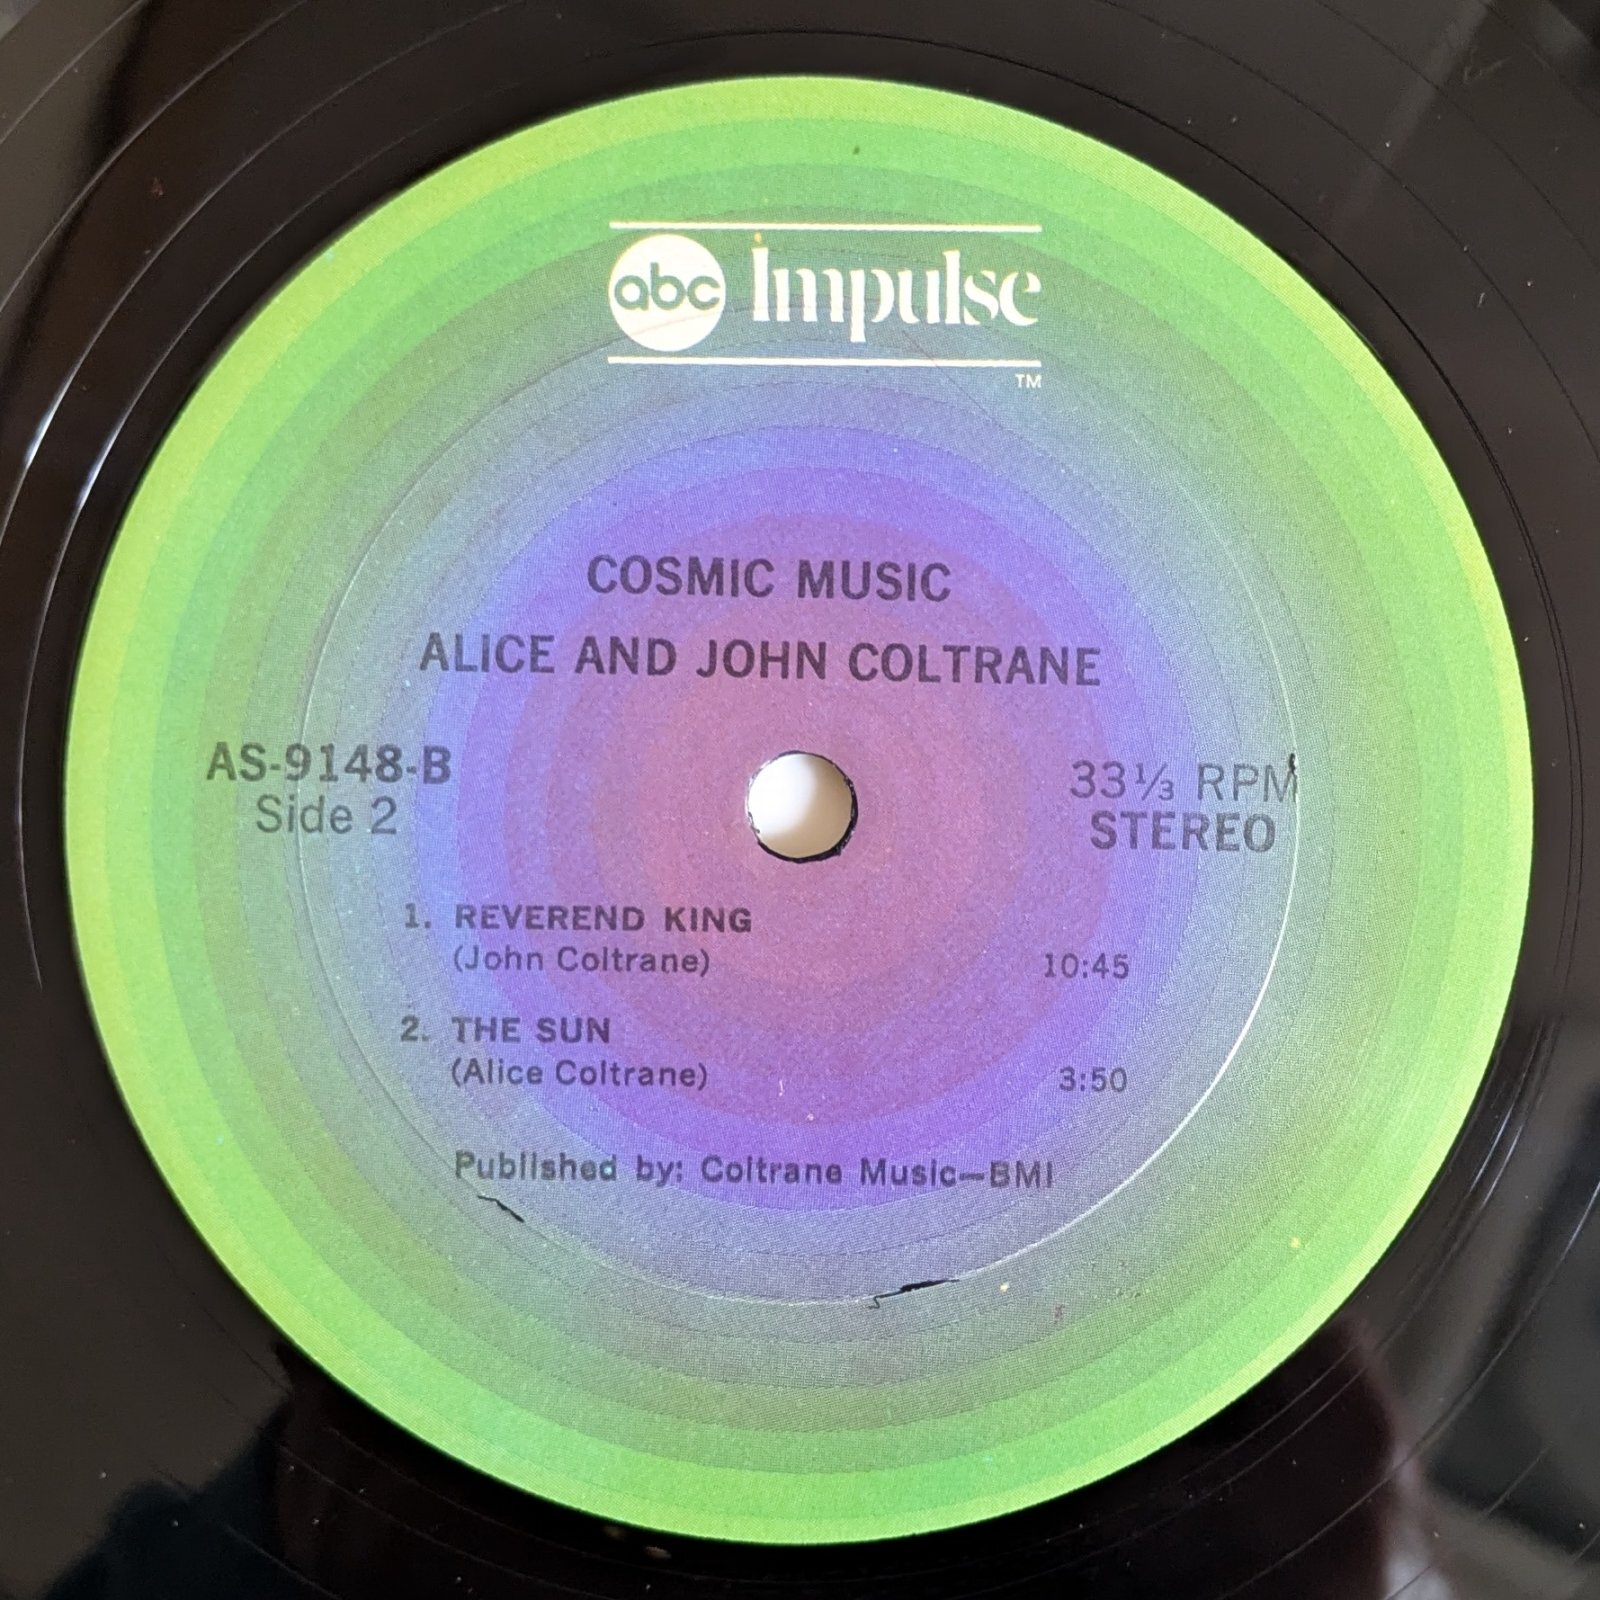 abc impulse
TM
COSMIC MUSIC
ALICE AND JOHN COLTRANE
AS-9148-B
Side 2
33⅓ RPM
STEREO
1. REVEREND KING
(John Coltrane) 10:45
2. THE SUN
(Alice Coltrane) 3:50
Published by: Coltrane Music—BMI